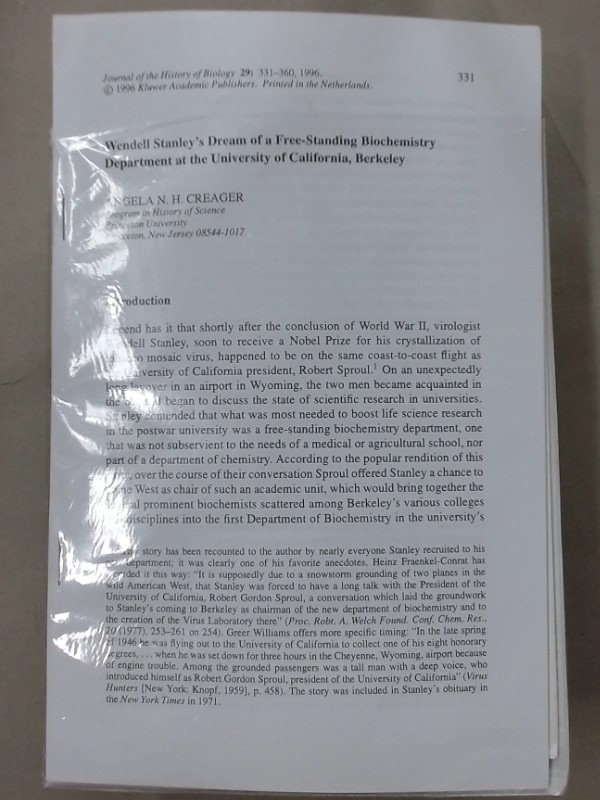 Journal of the History of Biology 29: 331–360, 1996.
© 1996 Kluwer Academic Publishers. Printed in the Netherlands.
331
Wendell Stanley's Dream of a Free-Standing Biochemistry
Department at the University of California, Berkeley
ANGELA N. H. CREAGER
Program in History of Science
Princeton University
Princeton, New Jersey 08544-1017
Introduction
Legend has it that shortly after the conclusion of World War II, virologist
Wendell Stanley, soon to receive a Nobel Prize for his crystallization of
mosaic virus, happened to be on the same coast-to-coast flight as
University of California president, Robert Sproul.1 On an unexpectedly
long layover in an airport in Wyoming, the two men became acquainted in
the began to discuss the state of scientific research in universities.
Stanley contended that what was most needed to boost life science research
in the postwar university was a free-standing biochemistry department, one
that was not subservient to the needs of a medical or agricultural school, nor
part of a department of chemistry. According to the popular rendition of this
over the course of their conversation Sproul offered Stanley a chance to
West as chair of such an academic unit, which would bring together the
prominent biochemists scattered among Berkeley's various colleges
disciplines into the first Department of Biochemistry in the university's
story has been recounted to the author by nearly everyone Stanley recruited to his
department; it was clearly one of his favorite anecdotes. Heinz Fraenkel-Conrat has
it this way: "It is supposedly due to a snowstorm grounding of two planes in the
wild American West, that Stanley was forced to have a long talk with the President of the
University of California, Robert Gordon Sproul, a conversation which laid the groundwork
to Stanley's coming to Berkeley as chairman of the new department of biochemistry and to
the creation of the Virus Laboratory there" (Proc. Robt. A. Welch Found. Conf. Chem. Res.,
20 (1977), 253–261 on 254). Greer Williams offers more specific timing: "In the late spring
of 1946 he was flying out to the University of California to collect one of his eight honorary
degrees, . . . when he was set down for three hours in the Cheyenne, Wyoming, airport because
of engine trouble. Among the grounded passengers was a tall man with a deep voice, who
introduced himself as Robert Gordon Sproul, president of the University of California" (Virus
Hunters [New York: Knopf, 1959], p. 458). The story was included in Stanley's obituary in
the New York Times in 1971.